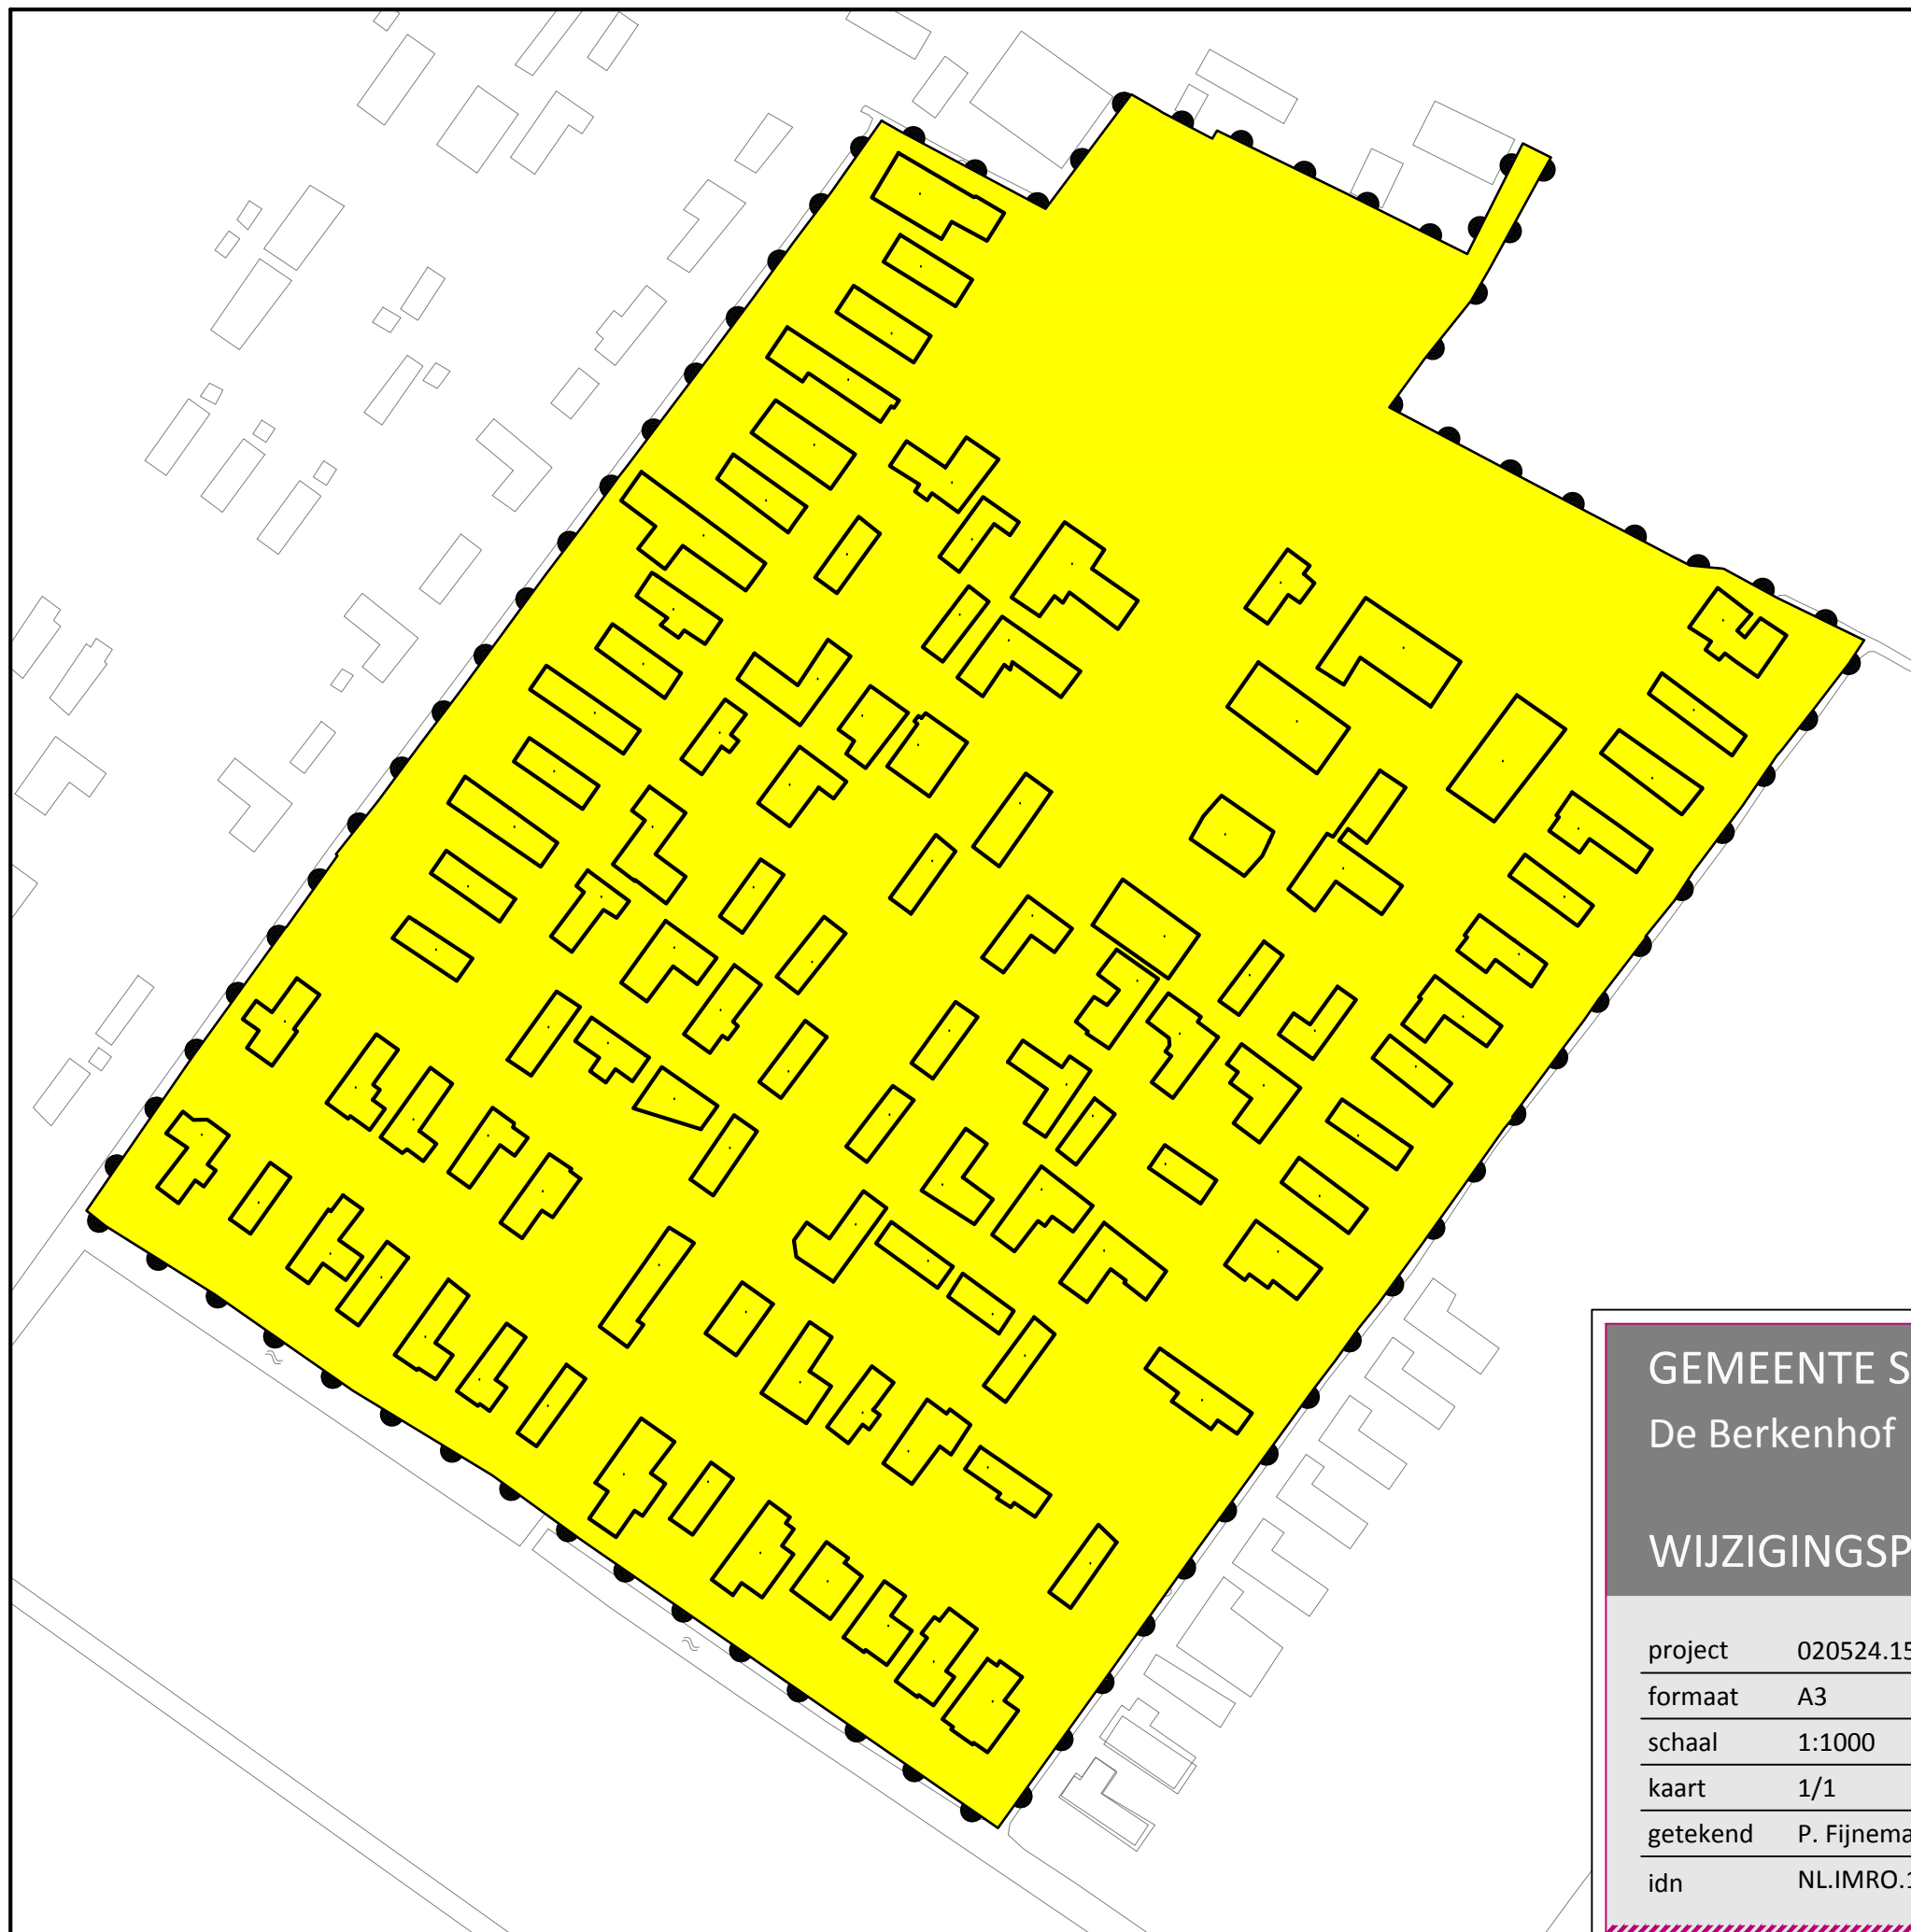 GEMEENTE S
De Berkenhof
WIJZIGINGSP
project 020524.15
formaat A3
schaal 1:1000
kaart 1/1
getekend P. Fijnema
idn NL.IMRO.1